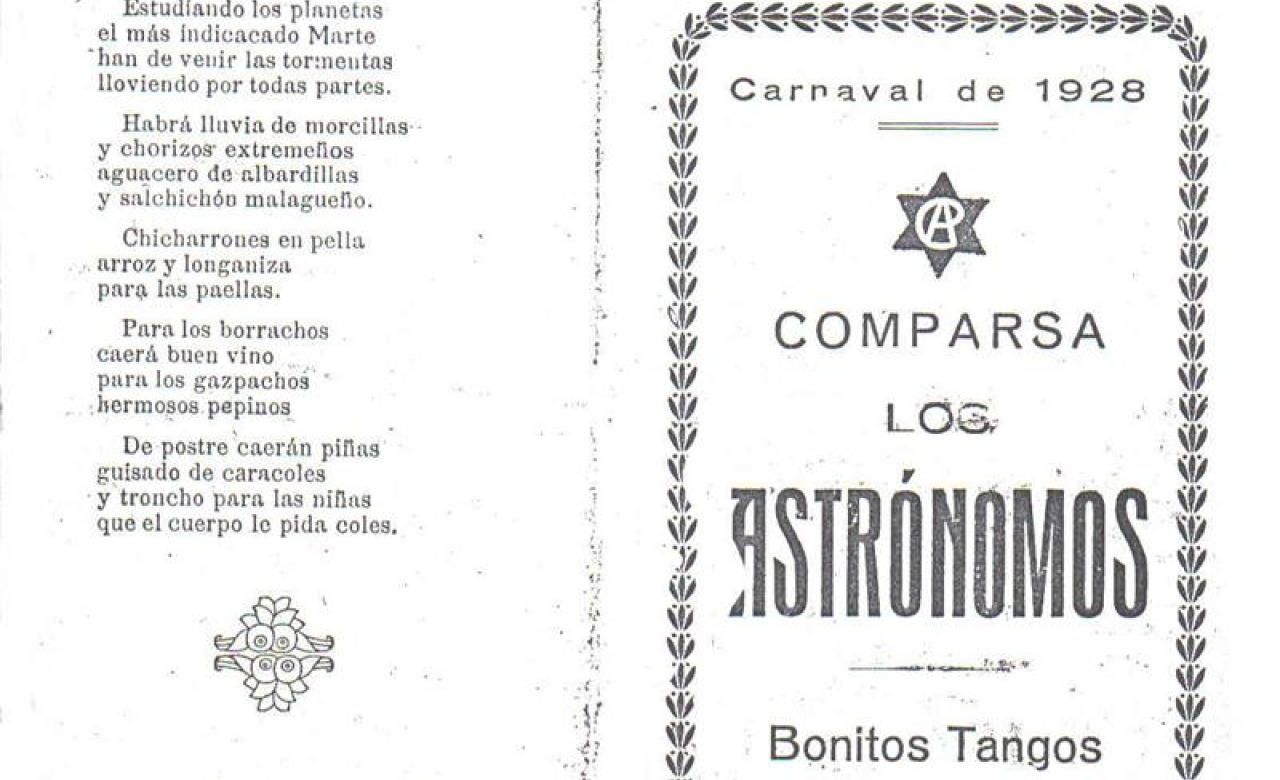 Estudiando los planetas
el más indicacado Marte
han de venir las tormentas
lloviendo por todas partes.
Habrá lluvia de morcillas
y chorizos extremeños
aguacero de albardillas
y salchichón malagueño.
Chicharrones en pella
arroz y longaniza
para las paellas.
Para los borrachos
caerá buen vino
para los gazpachos
hermosos pepinos
De postre caerán piñas
guisado de caracoles
y troncho para las niñas
que el cuerpo le pida coles.
Carnaval de 1928
COMPARSA
LOS
ASTRÓNOMOS
Bonitos Tangos